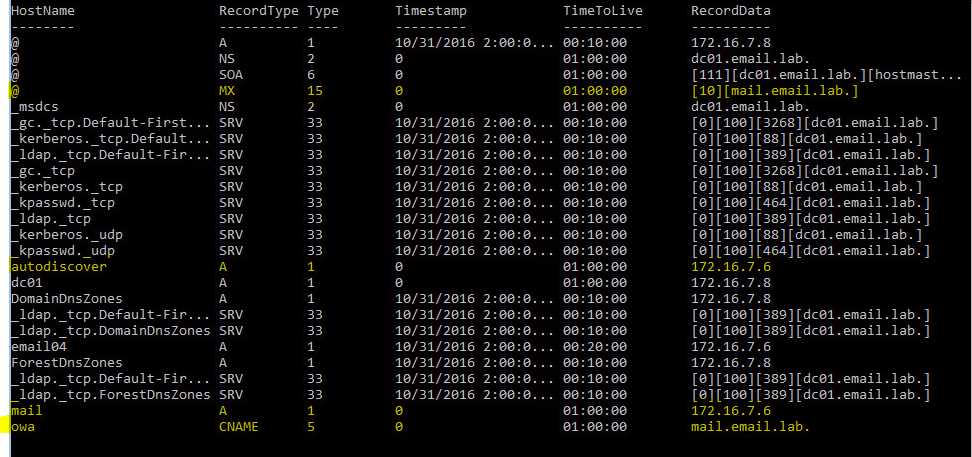 HostName RecordType Type Timestamp TimeToLive RecordData
-------- ---------- ---- --------- ---------- ----------
@ A 1 10/31/2016 2:00:0... 00:10:00 172.16.7.8
@ NS 2 0 01:00:00 dc01.email.lab.
@ SOA 6 0 01:00:00 [111][dc01.email.lab.][hostmast...
@ MX 15 0 01:00:00 [10][mail.email.lab.]
_msdcs NS 2 0 01:00:00 dc01.email.lab.
_gc._tcp.Default-First... SRV 33 10/31/2016 2:00:0... 00:10:00 [0][100][3268][dc01.email.lab.]
_kerberos._tcp.Default... SRV 33 10/31/2016 2:00:0... 00:10:00 [0][100][88][dc01.email.lab.]
_ldap._tcp.Default-Fir... SRV 33 10/31/2016 2:00:0... 00:10:00 [0][100][389][dc01.email.lab.]
_gc._tcp SRV 33 10/31/2016 2:00:0... 00:10:00 [0][100][3268][dc01.email.lab.]
_kerberos._tcp SRV 33 10/31/2016 2:00:0... 00:10:00 [0][100][88][dc01.email.lab.]
_kpasswd._tcp SRV 33 10/31/2016 2:00:0... 00:10:00 [0][100][464][dc01.email.lab.]
_ldap._tcp SRV 33 10/31/2016 2:00:0... 00:10:00 [0][100][389][dc01.email.lab.]
_kerberos._udp SRV 33 10/31/2016 2:00:0... 00:10:00 [0][100][88][dc01.email.lab.]
_kpasswd._udp SRV 33 10/31/2016 2:00:0... 00:10:00 [0][100][464][dc01.email.lab.]
autodiscover A 1 0 01:00:00 172.16.7.6
dc01 A 1 0 01:00:00 172.16.7.8
DomainDnsZones A 1 10/31/2016 2:00:0... 00:10:00 172.16.7.8
_ldap._tcp.Default-Fir... SRV 33 10/31/2016 2:00:0... 00:10:00 [0][100][389][dc01.email.lab.]
_ldap._tcp.DomainDnsZones SRV 33 10/31/2016 2:00:0... 00:10:00 [0][100][389][dc01.email.lab.]
email04 A 1 10/31/2016 2:00:0... 00:20:00 172.16.7.6
ForestDnsZones A 1 10/31/2016 2:00:0... 00:10:00 172.16.7.8
_ldap._tcp.Default-Fir... SRV 33 10/31/2016 2:00:0... 00:10:00 [0][100][389][dc01.email.lab.]
_ldap._tcp.ForestDnsZones SRV 33 10/31/2016 2:00:0... 00:10:00 [0][100][389][dc01.email.lab.]
mail A 1 0 01:00:00 172.16.7.6
owa CNAME 5 0 01:00:00 mail.email.lab.